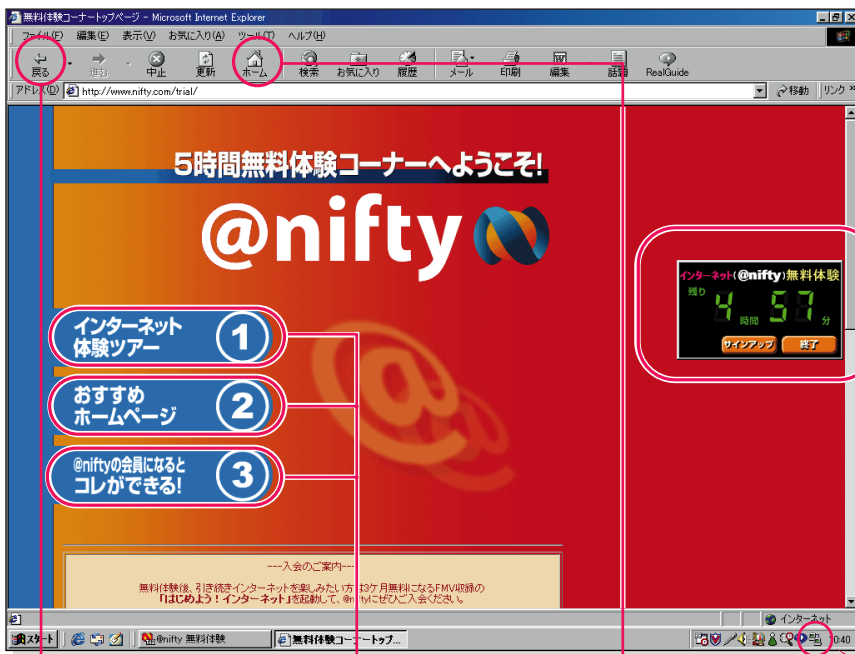 無料体験コーナートップページ - Microsoft Internet Explorer
ファイル(F) 編集(E) 表示(V) お気に入り(A) ツール(T) ヘルプ(H)
戻る 進む 中止 更新 ホーム 検索 お気に入り 履歴 メール 印刷 編集 話題 RealGuide
アドレス(D) http://www.nifty.com/trial/ 移動 リンク »
5時間無料体験コーナーへようこそ!
@nifty
インターネット(@nifty)無料体験
残り 4 時間 57 分
サインアップ 終了
インターネット
体験ツアー 1
おすすめ
ホームページ 2
@niftyの会員になると
コレができる! 3
---入会のご案内---
無料体験後、引き続きインターネットを楽しみたい方は3ケ月無料になるFMV収録の
「はじめよう!インターネット」を起動して、@niftyにぜひご入会ください。
インターネット
スタート @nifty 無料体験 無料体験コーナートップ... 10:40